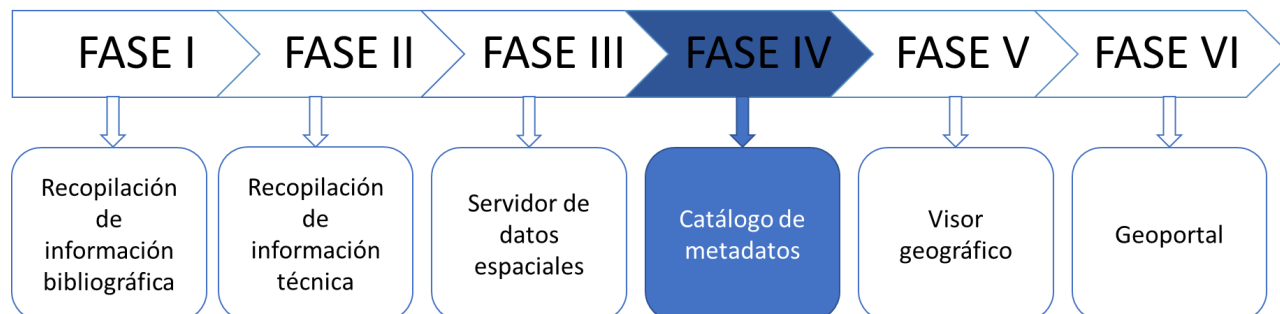 FASE I
FASE II
FASE III
FASE IV
FASE V
FASE VI
Recopilación
de
información
bibliográfica
Recopilación
de
información
técnica
Servidor de
datos
espaciales
Catálogo de
metadatos
Visor
geográfico
Geoportal